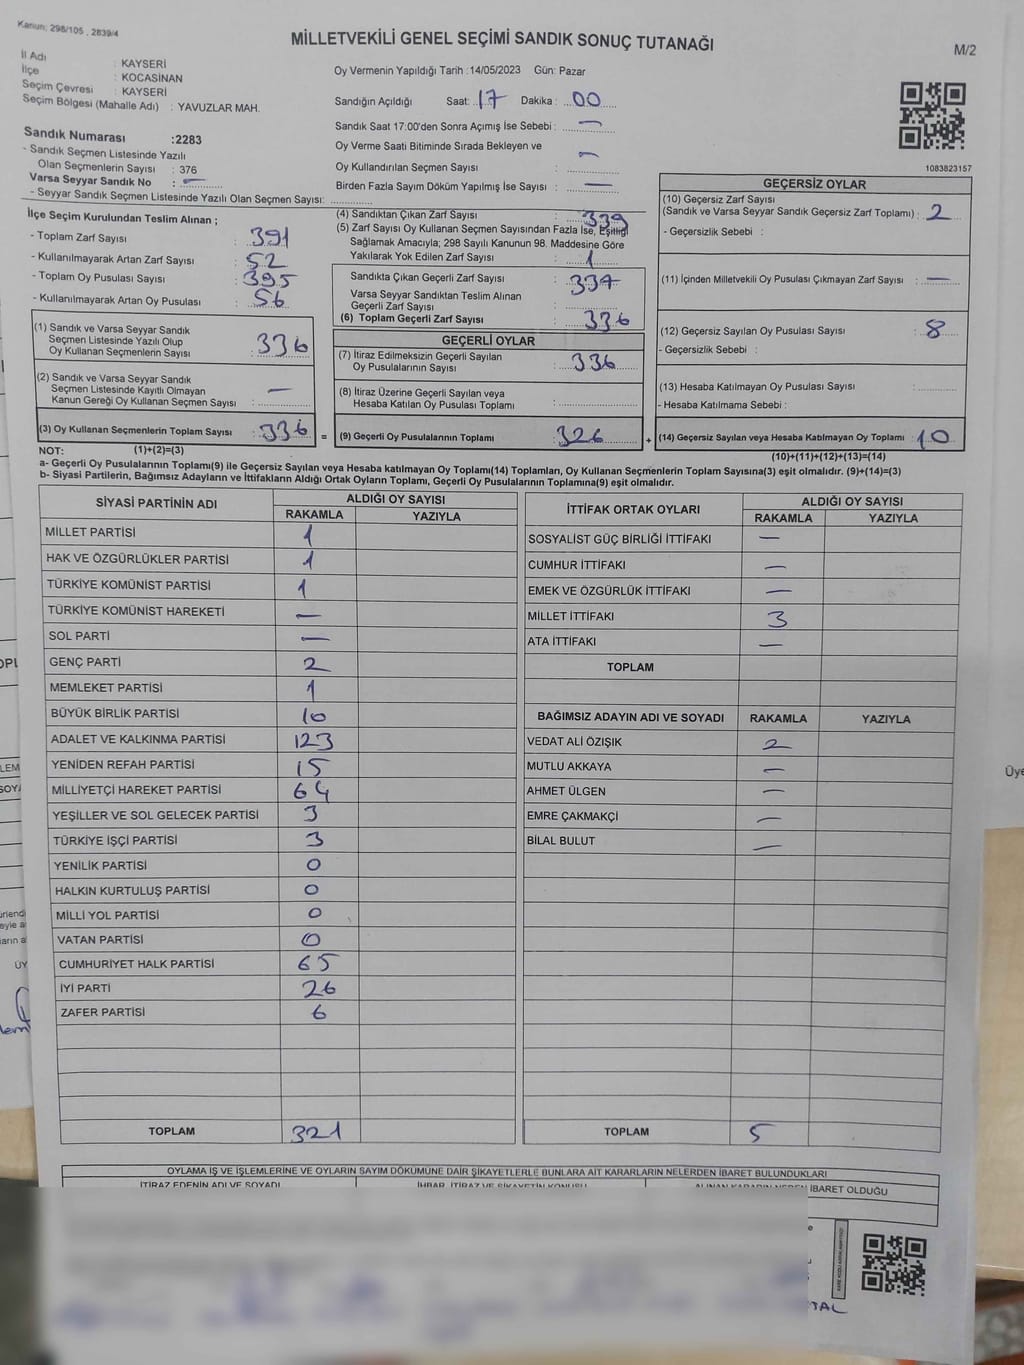 Kanun: 298/105 , 2839/4
MİLLETVEKİLİ GENEL SEÇİMİ SANDIK SONUÇ TUTANAĞI
M/2
İl Adı : KAYSERİ
İlçe : KOCASİNAN
Seçim Çevresi : KAYSERİ
Seçim Bölgesi (Mahalle Adı) : YAVUZLAR MAH.
Sandık Numarası :2283
- Sandık Seçmen Listesinde Yazılı
Olan Seçmenlerin Sayısı : 376
Varsa Seyyar Sandık No : —
- Seyyar Sandık Seçmen Listesinde Yazılı Olan Seçmen Sayısı:
Oy Vermenin Yapıldığı Tarih :14/05/2023 Gün: Pazar
Sandığın Açıldığı Saat: 17 Dakika : 00
Sandık Saat 17:00'den Sonra Açımış İse Sebebi : —
Oy Verme Saati Bitiminde Sırada Bekleyen ve
Oy Kullandırılan Seçmen Sayısı : —
Birden Fazla Sayım Döküm Yapılmış İse Sayısı : —
1083823157
İlçe Seçim Kurulundan Teslim Alınan ;
- Toplam Zarf Sayısı : 391
- Kullanılmayarak Artan Zarf Sayısı : 52
- Toplam Oy Pusulası Sayısı : 395
- Kullanılmayarak Artan Oy Pusulası : 56
(1) Sandık ve Varsa Seyyar Sandık
Seçmen Listesinde Yazılı Olup
Oy Kullanan Seçmenlerin Sayısı : 336
(2) Sandık ve Varsa Seyyar Sandık
Seçmen Listesinde Kayıtlı Olmayan
Kanun Gereği Oy Kullanan Seçmen Sayısı : —
(3) Oy Kullanan Seçmenlerin Toplam Sayısı : 336
(4) Sandıktan Çıkan Zarf Sayısı : 339
(5) Zarf Sayısı Oy Kullanan Seçmen Sayısından Fazla İse, Eşitliği
Sağlamak Amacıyla; 298 Sayılı Kanunun 98. Maddesine Göre
Yakılarak Yok Edilen Zarf Sayısı : 1
Sandıkta Çıkan Geçerli Zarf Sayısı : 337
Varsa Seyyar Sandıktan Teslim Alınan
Geçerli Zarf Sayısı :
(6) Toplam Geçerli Zarf Sayısı : 336
GEÇERLİ OYLAR
(7) İtiraz Edilmeksizin Geçerli Sayılan
Oy Pusulalarının Sayısı : 336
(8) İtiraz Üzerine Geçerli Sayılan veya
Hesaba Katılan Oy Pusulası Toplamı :
= (9) Geçerli Oy Pusulalarının Toplamı : 326
GEÇERSİZ OYLAR
(10) Geçersiz Zarf Sayısı
(Sandık ve Varsa Seyyar Sandık Geçersiz Zarf Toplamı) : 2
- Geçersizlik Sebebi :
(11) İçinden Milletvekili Oy Pusulası Çıkmayan Zarf Sayısı : —
(12) Geçersiz Sayılan Oy Pusulası Sayısı : 8
- Geçersizlik Sebebi :
(13) Hesaba Katılmayan Oy Pusulası Sayısı :
- Hesaba Katılmama Sebebi :
+ (14) Geçersiz Sayılan veya Hesaba Katılmayan Oy Toplamı : 10
NOT: (1)+(2)=(3)
(10)+(11)+(12)+(13)=(14)
a- Geçerli Oy Pusulalarının Toplamı(9) ile Geçersiz Sayılan veya Hesaba katılmayan Oy Toplamı(14) Toplamları, Oy Kullanan Seçmenlerin Toplam Sayısına(3) eşit olmalıdır. (9)+(14)=(3)
b- Siyasi Partilerin, Bağımsız Adayların ve İttifakların Aldığı Ortak Oyların Toplamı, Geçerli Oy Pusulalarının Toplamına(9) eşit olmalıdır.
SİYASİ PARTİNİN ADI ALDIĞI OY SAYISI
RAKAMLA YAZIYLA
MİLLET PARTİSİ 1
HAK VE ÖZGÜRLÜKLER PARTİSİ 1
TÜRKİYE KOMÜNİST PARTİSİ 1
TÜRKİYE KOMÜNİST HAREKETİ —
SOL PARTİ —
GENÇ PARTİ 2
MEMLEKET PARTİSİ 1
BÜYÜK BİRLİK PARTİSİ 10
ADALET VE KALKINMA PARTİSİ 123
YENİDEN REFAH PARTİSİ 15
MİLLİYETÇİ HAREKET PARTİSİ 64
YEŞİLLER VE SOL GELECEK PARTİSİ 3
TÜRKİYE İŞÇİ PARTİSİ 3
YENİLİK PARTİSİ 0
HALKIN KURTULUŞ PARTİSİ 0
MİLLİ YOL PARTİSİ 0
VATAN PARTİSİ 0
CUMHURİYET HALK PARTİSİ 65
İYİ PARTİ 26
ZAFER PARTİSİ 6
TOPLAM 321
İTTİFAK ORTAK OYLARI ALDIĞI OY SAYISI
RAKAMLA YAZIYLA
SOSYALİST GÜÇ BİRLİĞİ İTTİFAKI —
CUMHUR İTTİFAKI —
EMEK VE ÖZGÜRLÜK İTTİFAKI —
MİLLET İTTİFAKI 3
ATA İTTİFAKI —
TOPLAM
BAĞIMSIZ ADAYIN ADI VE SOYADI RAKAMLA YAZIYLA
VEDAT ALİ ÖZIŞIK 2
MUTLU AKKAYA —
AHMET ÜLGEN —
EMRE ÇAKMAKÇİ —
BİLAL BULUT —
TOPLAM 5
OYLAMA İŞ VE İŞLEMLERİNE VE OYLARIN SAYIM DÖKÜMÜNE DAİR ŞİKAYETLERLE BUNLARA AİT KARARLARIN NELERDEN İBARET BULUNDUKLARI
İTİRAZ EDENİN ADI VE SOYADI İHBAR, İTİRAZ VE ŞİKAYETİN KONUSU İBARET OLDUĞU